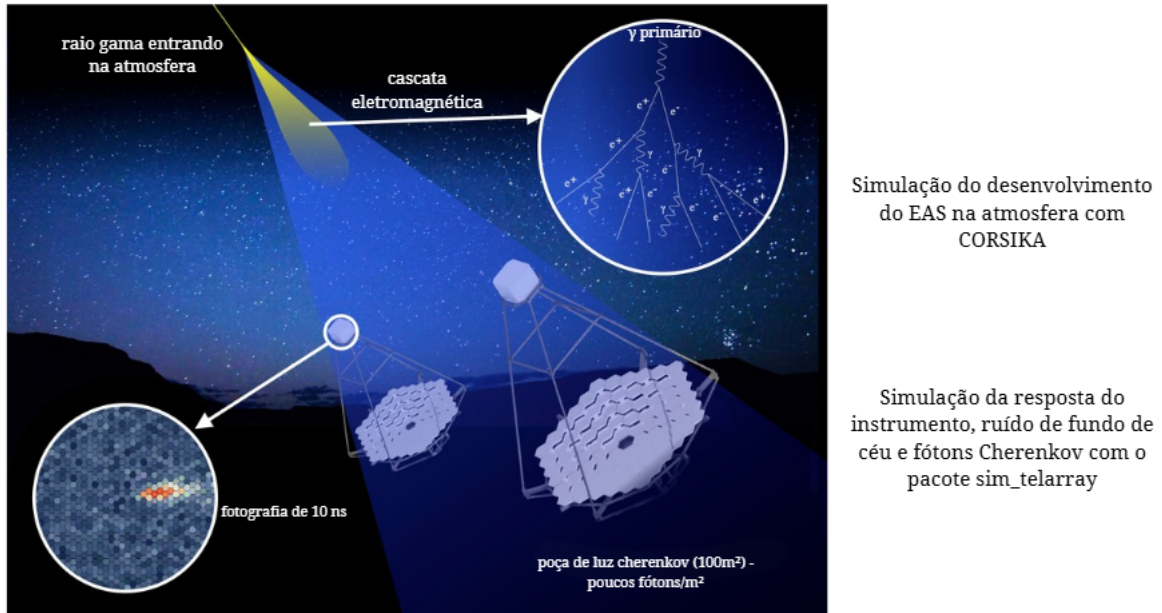 raio gama entrando
na atmosfera
cascata
eletromagnética
γ primário
e⁺
e⁻
e⁺
γ
e⁻
γ
e⁺
γ
e⁺
e⁻
e⁻
e⁺
e⁻
e⁺
fotografia de 10 ns
poça de luz cherenkov (100m²) -
poucos fótons/m²
Simulação do desenvolvimento
do EAS na atmosfera com
CORSIKA
Simulação da resposta do
instrumento, ruído de fundo de
céu e fótons Cherenkov com o
pacote sim_telarray